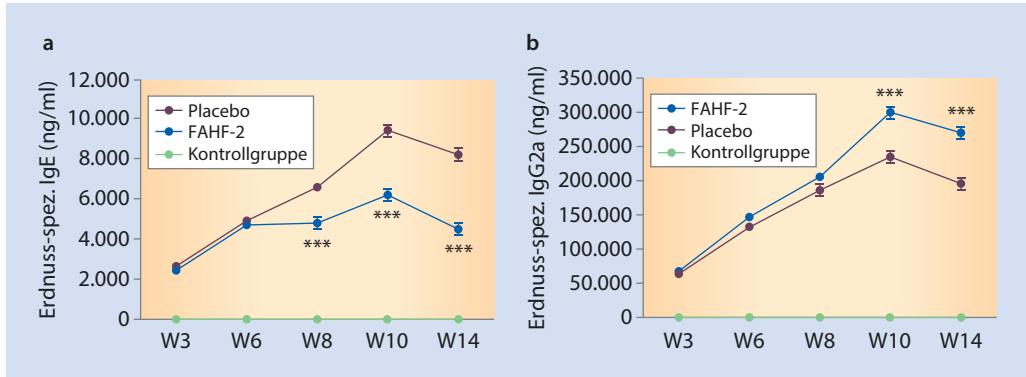 a
Erdnuss-spez. IgE (ng/ml)
12.000
10.000
8.000
6.000
4.000
2.000
0
Placebo
FAHF-2
Kontrollgruppe
***
***
***
W3 W6 W8 W10 W14
b
Erdnuss-spez. IgG2a (ng/ml)
350.000
300.000
250.000
200.000
150.000
100.000
50.000
0
FAHF-2
Placebo
Kontrollgruppe
***
***
W3 W6 W8 W10 W14